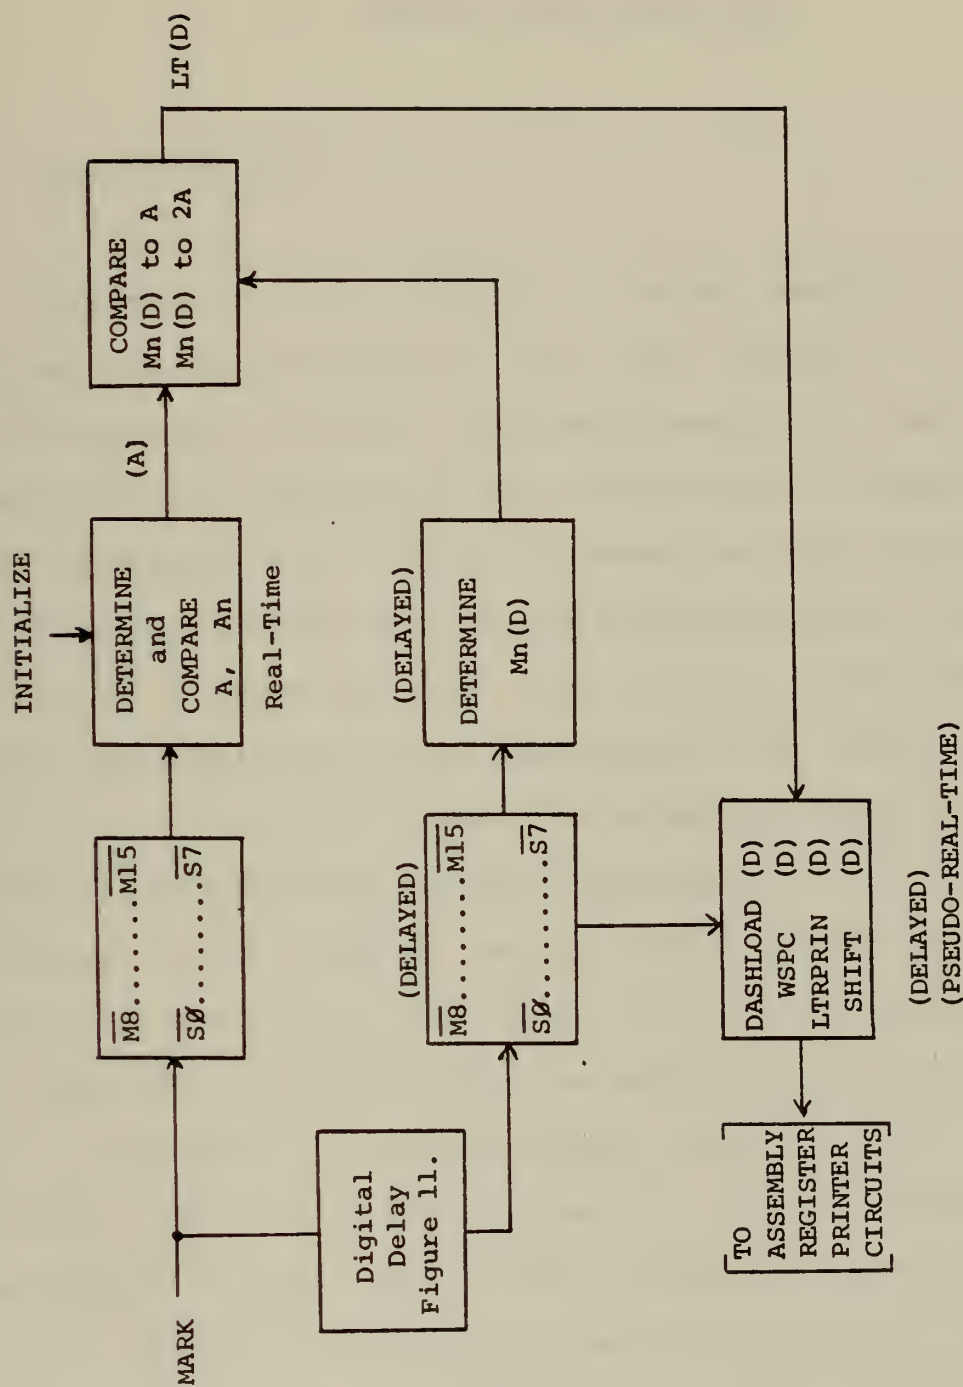 INITIALIZE
MARK
M8........M15
S0̸.........S7
DETERMINE
and
COMPARE
A, An
Real-Time
(A)
COMPARE
Mn(D) to A
Mn(D) to 2A
LT(D)
Digital
Delay
Figure 11.
(DELAYED)
M8........M15
S0̸.........S7
(DELAYED)
DETERMINE
Mn(D)
TO
ASSEMBLY
REGISTER
PRINTER
CIRCUITS
DASHLOAD (D)
WSPC (D)
LTRPRIN (D)
SHIFT (D)
(DELAYED)
(PSEUDO-REAL-TIME)